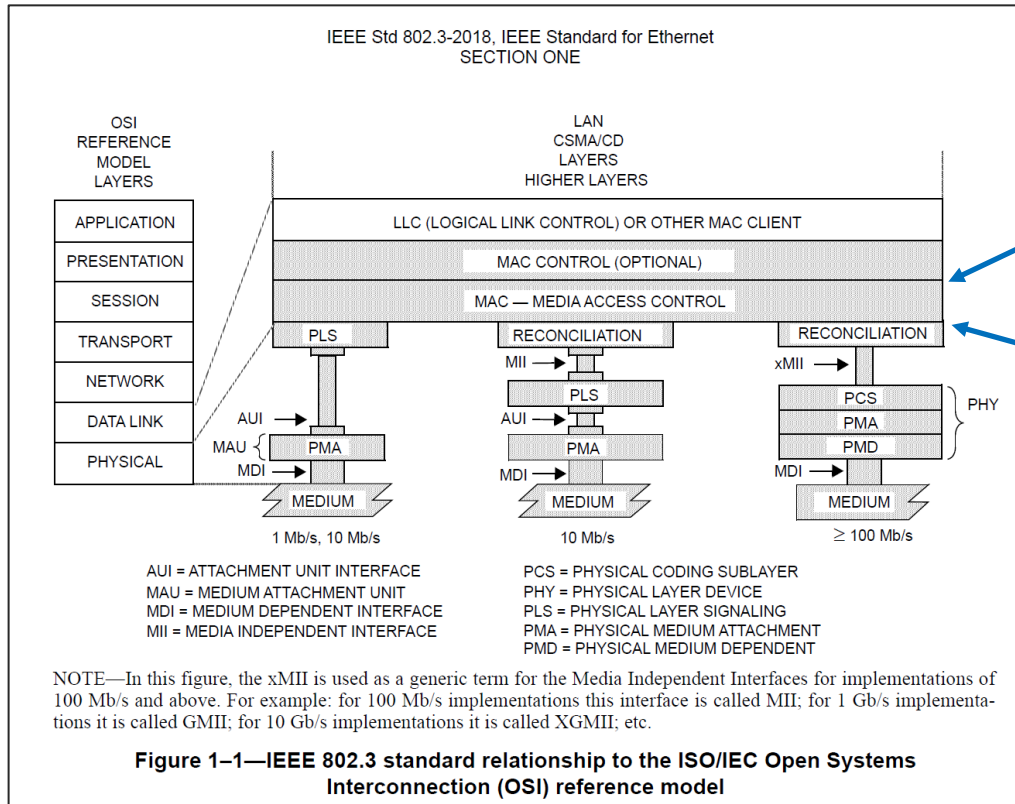 IEEE Std 802.3-2018, IEEE Standard for Ethernet
SECTION ONE
OSI
REFERENCE
MODEL
LAYERS
LAN
CSMA/CD
LAYERS
HIGHER LAYERS
APPLICATION
PRESENTATION
SESSION
TRANSPORT
NETWORK
DATA LINK
PHYSICAL
LLC (LOGICAL LINK CONTROL) OR OTHER MAC CLIENT
MAC CONTROL (OPTIONAL)
MAC — MEDIA ACCESS CONTROL
PLS
AUI
MAU
PMA
MDI
MEDIUM
1 Mb/s, 10 Mb/s
RECONCILIATION
MII
PLS
AUI
PMA
MDI
MEDIUM
10 Mb/s
RECONCILIATION
xMII
PCS
PMA
PMD
PHY
MDI
MEDIUM
≥ 100 Mb/s
AUI = ATTACHMENT UNIT INTERFACE
MAU = MEDIUM ATTACHMENT UNIT
MDI = MEDIUM DEPENDENT INTERFACE
MII = MEDIA INDEPENDENT INTERFACE
PCS = PHYSICAL CODING SUBLAYER
PHY = PHYSICAL LAYER DEVICE
PLS = PHYSICAL LAYER SIGNALING
PMA = PHYSICAL MEDIUM ATTACHMENT
PMD = PHYSICAL MEDIUM DEPENDENT
NOTE—In this figure, the xMII is used as a generic term for the Media Independent Interfaces for implementations of
100 Mb/s and above. For example: for 100 Mb/s implementations this interface is called MII; for 1 Gb/s implementa-
tions it is called GMII; for 10 Gb/s implementations it is called XGMII; etc.
Figure 1–1—IEEE 802.3 standard relationship to the ISO/IEC Open Systems
Interconnection (OSI) reference model